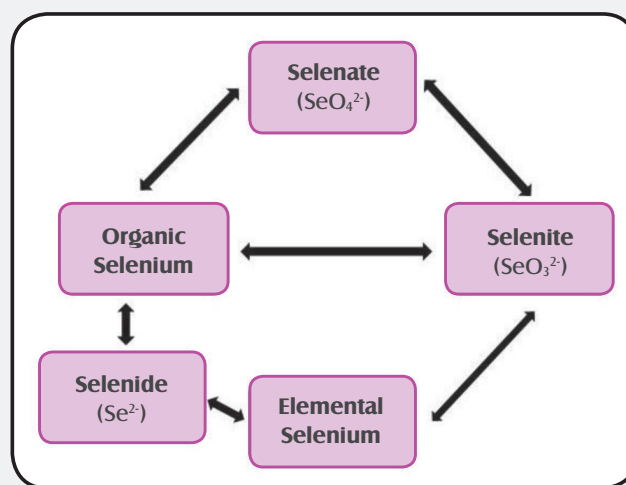 Selenate
(SeO₄²⁻)
Organic
Selenium
Selenite
(SeO₃²⁻)
Selenide
(Se²⁻)
Elemental
Selenium